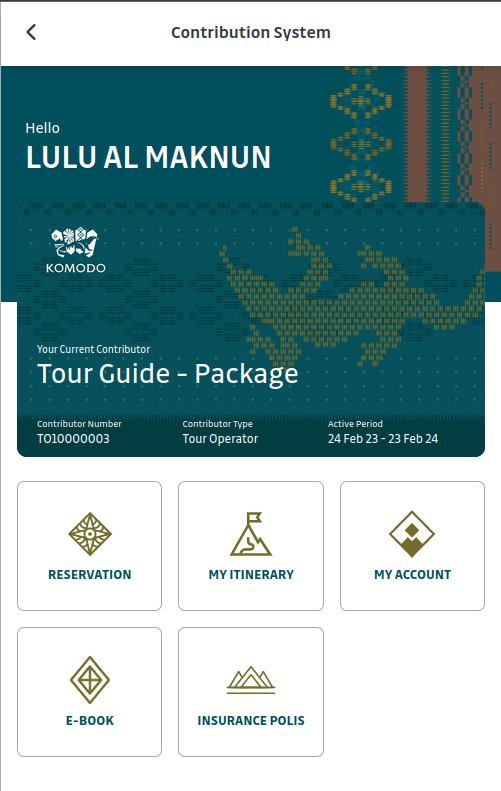 Contribution System
Hello
LULU AL MAKNUN
KOMODO
Your Current Contributor
Tour Guide - Package
Contributor Number Contributor Type Active Period
TO10000003 Tour Operator 24 Feb 23 - 23 Feb 24
RESERVATION MY ITINERARY MY ACCOUNT
E-BOOK INSURANCE POLIS